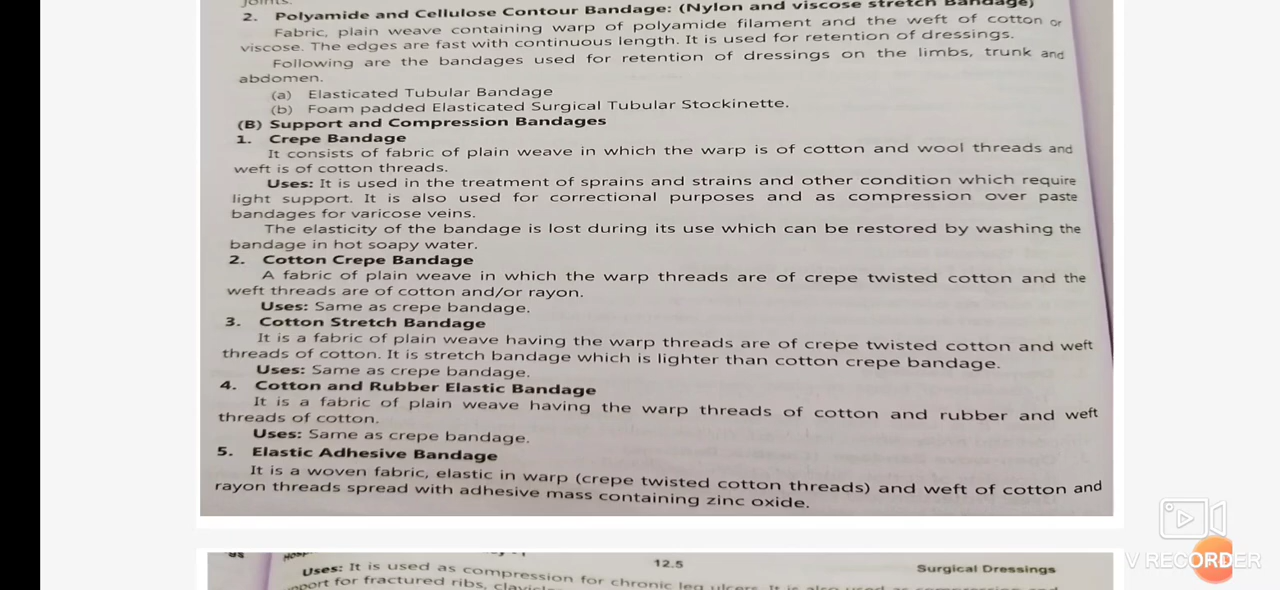 joints.
2. Polyamide and Cellulose Contour Bandage: (Nylon and viscose stretch Bandage)
Fabric, plain weave containing warp of polyamide filament and the weft of cotton or
viscose. The edges are fast with continuous length. It is used for retention of dressings.
Following are the bandages used for retention of dressings on the limbs, trunk and
abdomen.
(a) Elasticated Tubular Bandage
(b) Foam padded Elasticated Surgical Tubular Stockinette.
(B) Support and Compression Bandages
1. Crepe Bandage
It consists of fabric of plain weave in which the warp is of cotton and wool threads and
weft is of cotton threads.
Uses: It is used in the treatment of sprains and strains and other condition which require
light support. It is also used for correctional purposes and as compression over paste
bandages for varicose veins.
The elasticity of the bandage is lost during its use which can be restored by washing the
bandage in hot soapy water.
2. Cotton Crepe Bandage
A fabric of plain weave in which the warp threads are of crepe twisted cotton and the
weft threads are of cotton and/or rayon.
Uses: Same as crepe bandage.
3. Cotton Stretch Bandage
It is a fabric of plain weave having the warp threads are of crepe twisted cotton and weft
threads of cotton. It is stretch bandage which is lighter than cotton crepe bandage.
Uses: Same as crepe bandage.
4. Cotton and Rubber Elastic Bandage
It is a fabric of plain weave having the warp threads of cotton and rubber and weft
threads of cotton.
Uses: Same as crepe bandage.
5. Elastic Adhesive Bandage
It is a woven fabric, elastic in warp (crepe twisted cotton threads) and weft of cotton and
rayon threads spread with adhesive mass containing zinc oxide.
V RECORDER
12.5 Surgical Dressings
Uses: It is used as compression for chronic leg ulcers. It is also used
for fractured ribs,